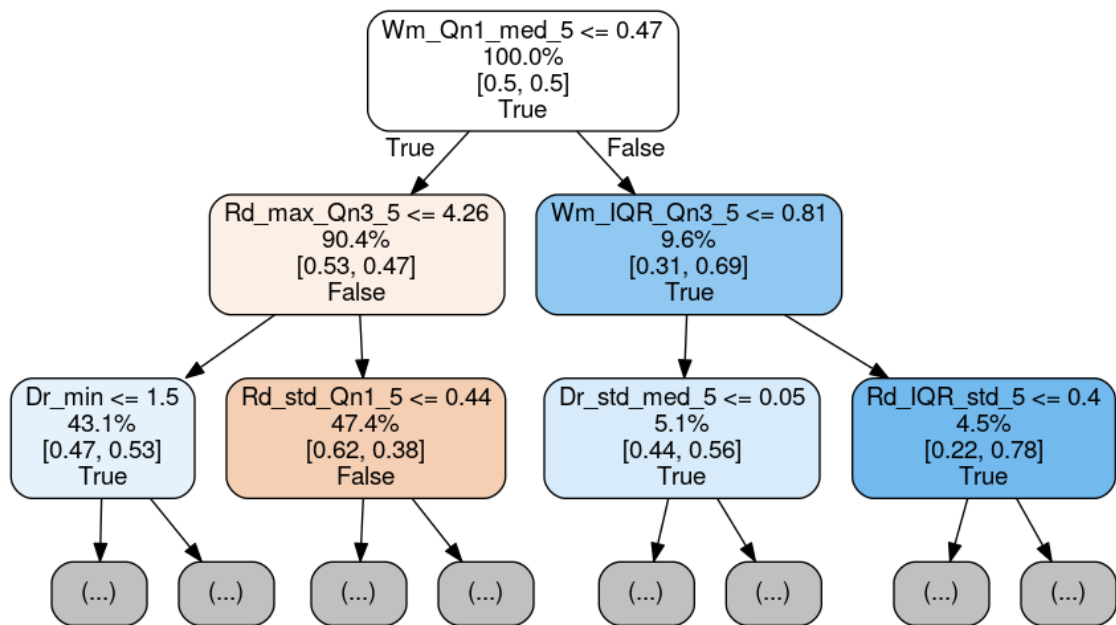 Wm_Qn1_med_5 <= 0.47
100.0%
[0.5, 0.5]
True
True
False
Rd_max_Qn3_5 <= 4.26
90.4%
[0.53, 0.47]
False
Wm_IQR_Qn3_5 <= 0.81
9.6%
[0.31, 0.69]
True
Dr_min <= 1.5
43.1%
[0.47, 0.53]
True
Rd_std_Qn1_5 <= 0.44
47.4%
[0.62, 0.38]
False
Dr_std_med_5 <= 0.05
5.1%
[0.44, 0.56]
True
Rd_IQR_std_5 <= 0.4
4.5%
[0.22, 0.78]
True
(...)
(...)
(...)
(...)
(...)
(...)
(...)
(...)